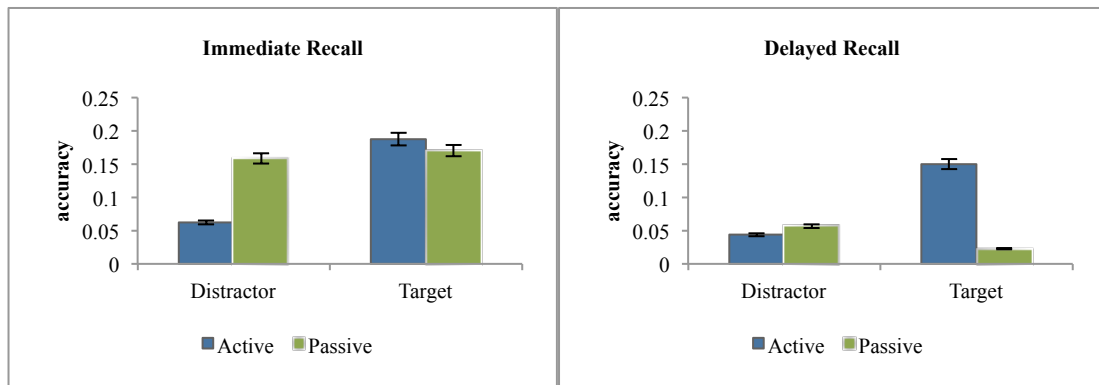 Immediate Recall
accuracy
0.25
0.2
0.15
0.1
0.05
0
Distractor Target
Active Passive
Delayed Recall
accuracy
0.25
0.2
0.15
0.1
0.05
0
Distractor Target
Active Passive